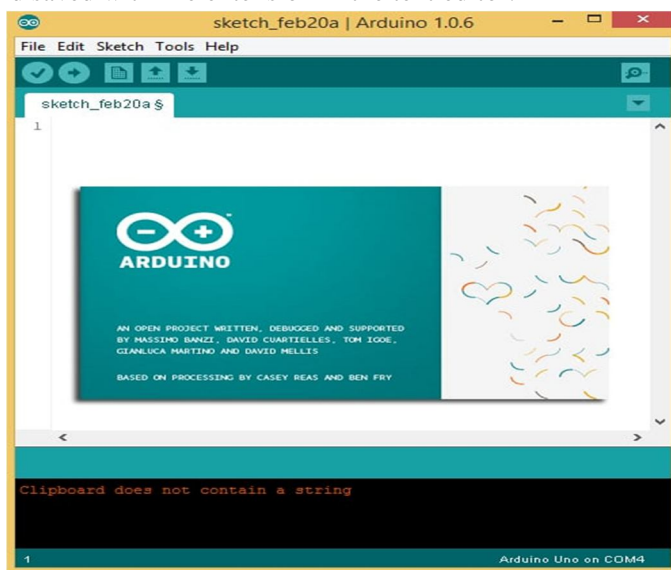 sketch_feb20a | Arduino 1.0.6
File Edit Sketch Tools Help
sketch_feb20a §
1
ARDUINO
AN OPEN PROJECT WRITTEN, DEBUGGED AND SUPPORTED
BY MASSIMO BANZI, DAVID CUARTIELLES, TOM IGOE,
GIANLUCA MARTINO AND DAVID MELLIS
BASED ON PROCESSING BY CASEY REAS AND BEN FRY
Clipboard does not contain a string
1 Arduino Uno on COM4